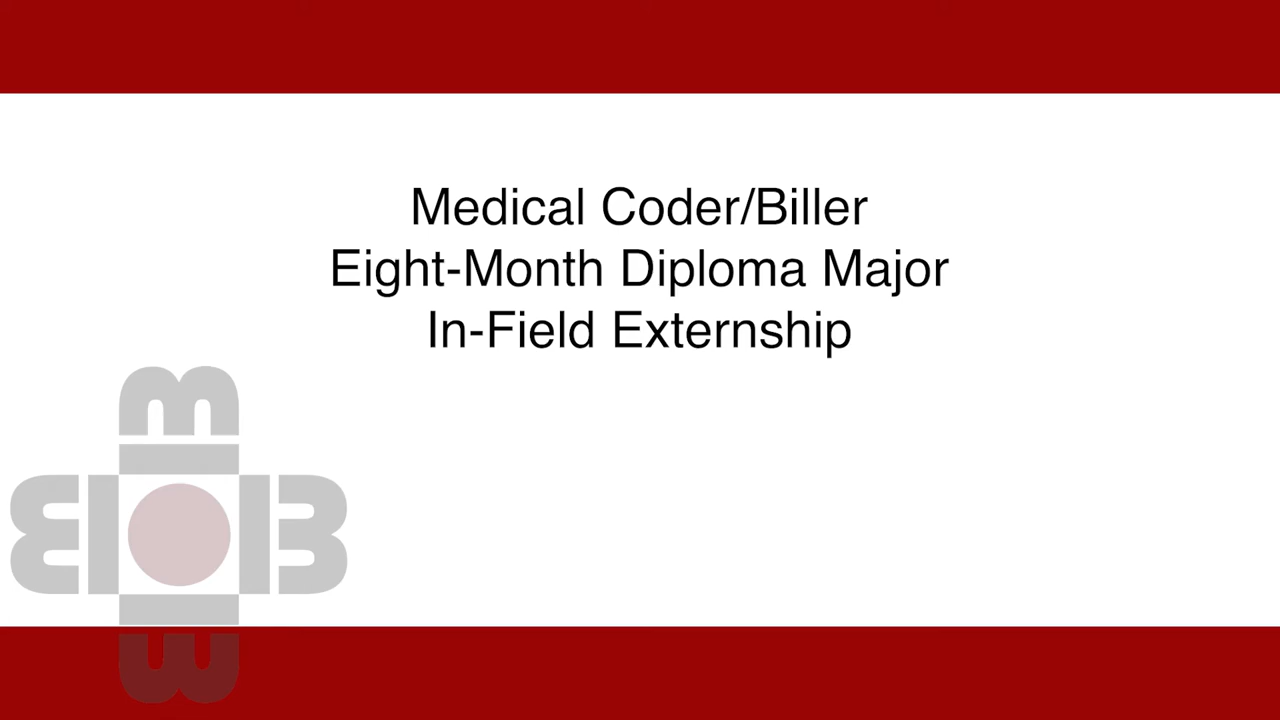 Medical Coder/Biller
Eight-Month Diploma Major
In-Field Externship